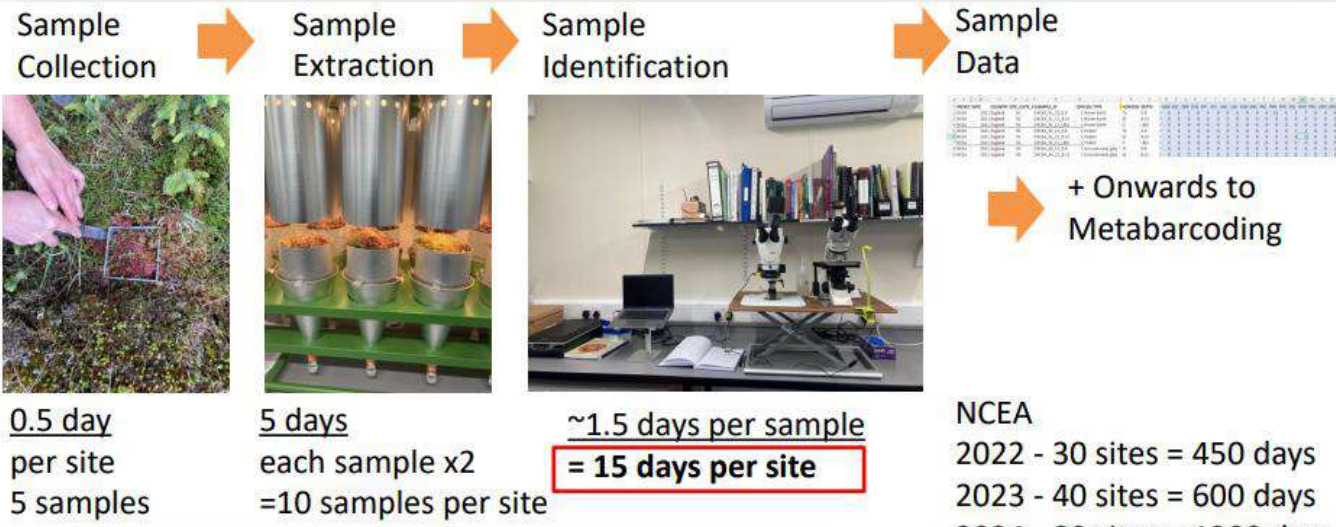 Sample
Collection
Sample
Extraction
Sample
Identification
Sample
Data
+ Onwards to
Metabarcoding
0.5 day
per site
5 samples
5 days
each sample x2
=10 samples per site
~1.5 days per sample
= 15 days per site
NCEA
2022 - 30 sites = 450 days
2023 - 40 sites = 600 days